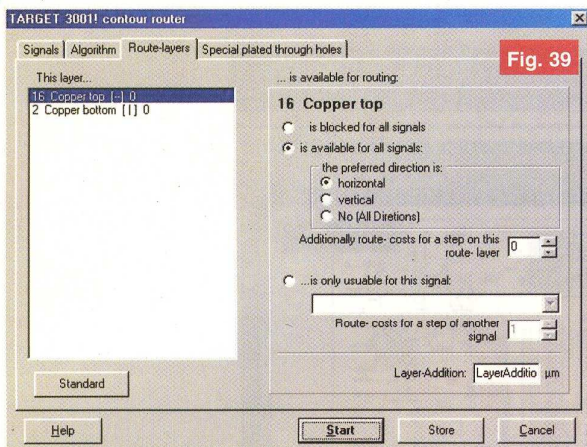 TARGET 3001! contour router
Signals Algorithm Route-layers Special plated through holes
Fig. 39
This layer...
16 Copper top [--] 0
2 Copper bottom [ | ] 0
Standard
... is available for routing:
16 Copper top
is blocked for all signals
is available for all signals:
the preferred direction is:
horizontal
vertical
No (All Diretions)
Additionally route- costs for a step on this
route- layer
0
...is only usuable for this signal:
Route- costs for a step of another
signal
1
Layer-Addition: LayerAdditio µm
Help Start Store Cancel